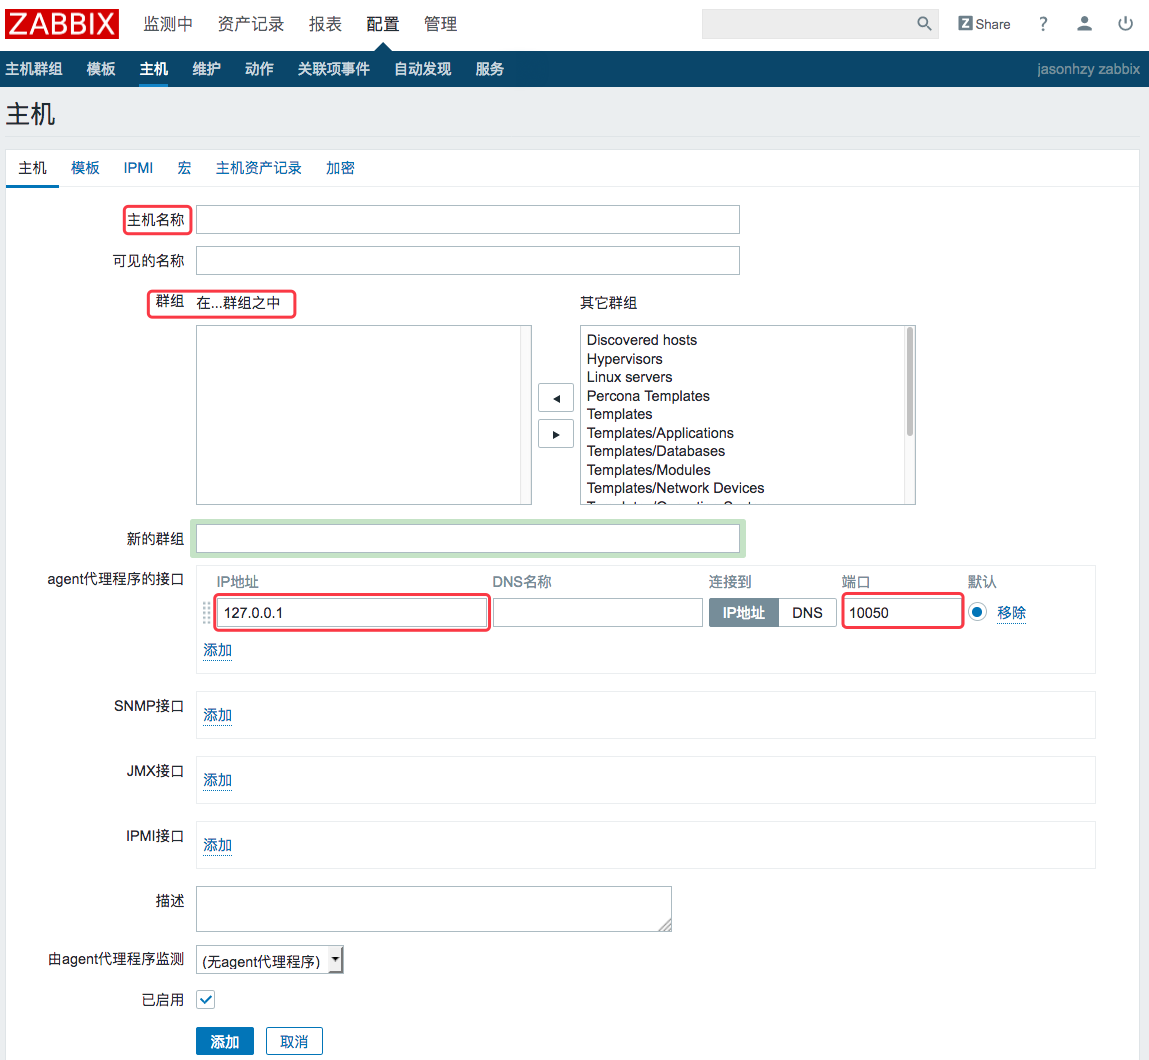 ZABBIX 监测中 资产记录 报表 配置 管理 Z Share ?
主机群组 模板 主机 维护 动作 关联项事件 自动发现 服务 jasonhzy zabbix
主机
主机 模板 IPMI 宏 主机资产记录 加密
主机名称
可见的名称
群组 在...群组之中 其它群组
Discovered hosts
Hypervisors
Linux servers
Percona Templates
Templates
Templates/Applications
Templates/Databases
Templates/Modules
Templates/Network Devices
新的群组
agent代理程序的接口 IP地址 DNS名称 连接到 端口 默认
127.0.0.1 IP地址 DNS 10050 移除
添加
SNMP接口 添加
JMX接口 添加
IPMI接口 添加
描述
由agent代理程序监测 (无agent代理程序)
已启用
添加 取消